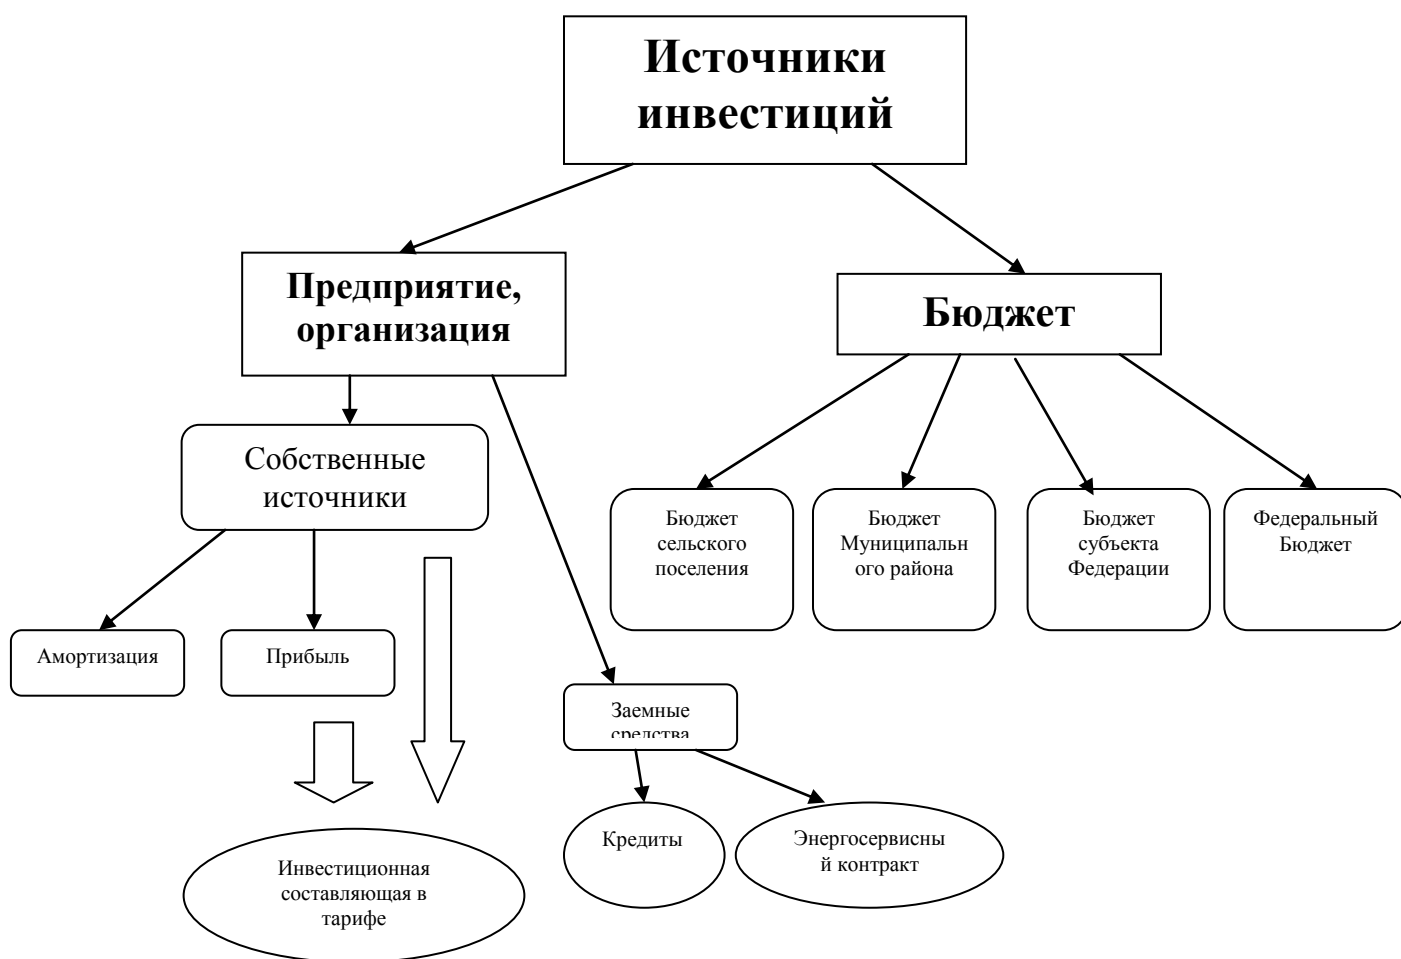 Источники
инвестиций
Предприятие,
организация
Бюджет
Собственные
источники
Бюджет
сельского
поселения
Бюджет
Муниципальн
ого района
Бюджет
субъекта
Федерации
Федеральный
Бюджет
Амортизация
Прибыль
Заемные
средства
Кредиты
Энергосервисны
й контракт
Инвестиционная
составляющая в
тарифе